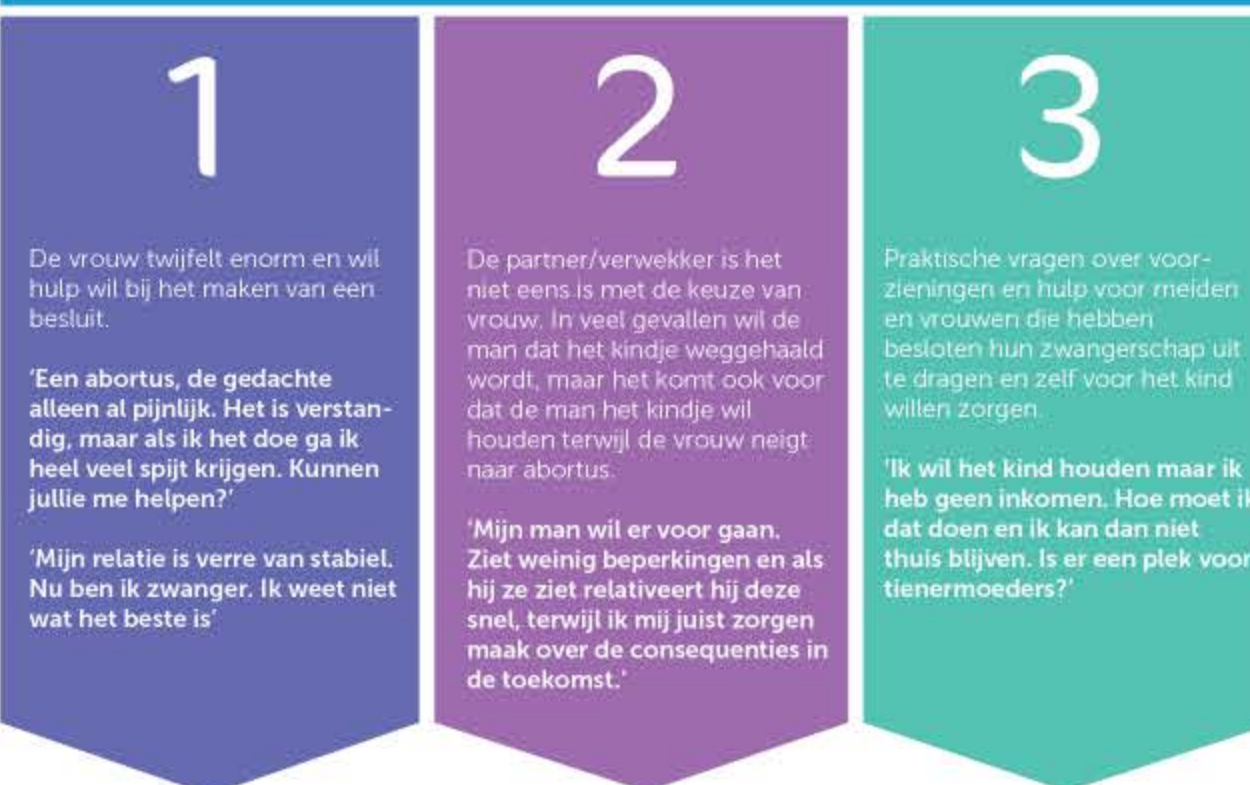 1
De vrouw twijfelt enorm en wil
hulp wil bij het maken van een
besluit.
'Een abortus, de gedachte
alleen al pijnlijk. Het is verstan-
dig, maar als ik het doe ga ik
heel veel spijt krijgen. Kunnen
jullie me helpen?'
'Mijn relatie is verre van stabiel.
Nu ben ik zwanger. Ik weet niet
wat het beste is'
2
De partner/verwekker is het
niet eens is met de keuze van
vrouw. In veel gevallen wil de
man dat het kindje weggehaald
wordt, maar het komt ook voor
dat de man het kindje wil
houden terwijl de vrouw neigt
naar abortus.
'Mijn man wil er voor gaan.
Ziet weinig beperkingen en als
hij ze ziet relativeert hij deze
snel, terwijl ik mij juist zorgen
maak over de consequenties in
de toekomst.'
3
Praktische vragen over voor-
zieningen en hulp voor meiden
en vrouwen die hebben
besloten hun zwangerschap uit
te dragen en zelf voor het kind
willen zorgen.
'Ik wil het kind houden maar ik
heb geen inkomen. Hoe moet ik
dat doen en ik kan dan niet
thuis blijven. Is er een plek voor
tienermoeders?'